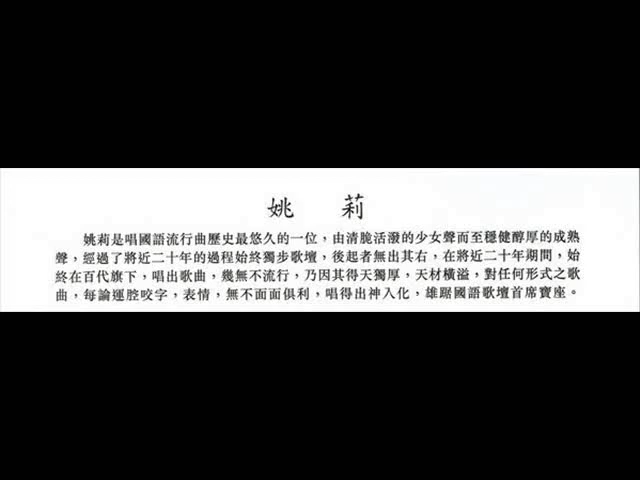 姚莉
姚莉是唱國語流行曲歷史最悠久的一位，由清脆活潑的少女聲而至穩健醇厚的成熟
聲，經過了將近二十年的過程始終獨步歌壇，後起者無出其右，在將近二十年期間，始
終在百代旗下，唱出歌曲，幾無不流行，乃因其得天獨厚，天材橫溢，對任何形式之歌
曲，每論運腔咬字，表情，無不面面俱利，唱得出神入化，雄踞國語歌壇首席寶座。